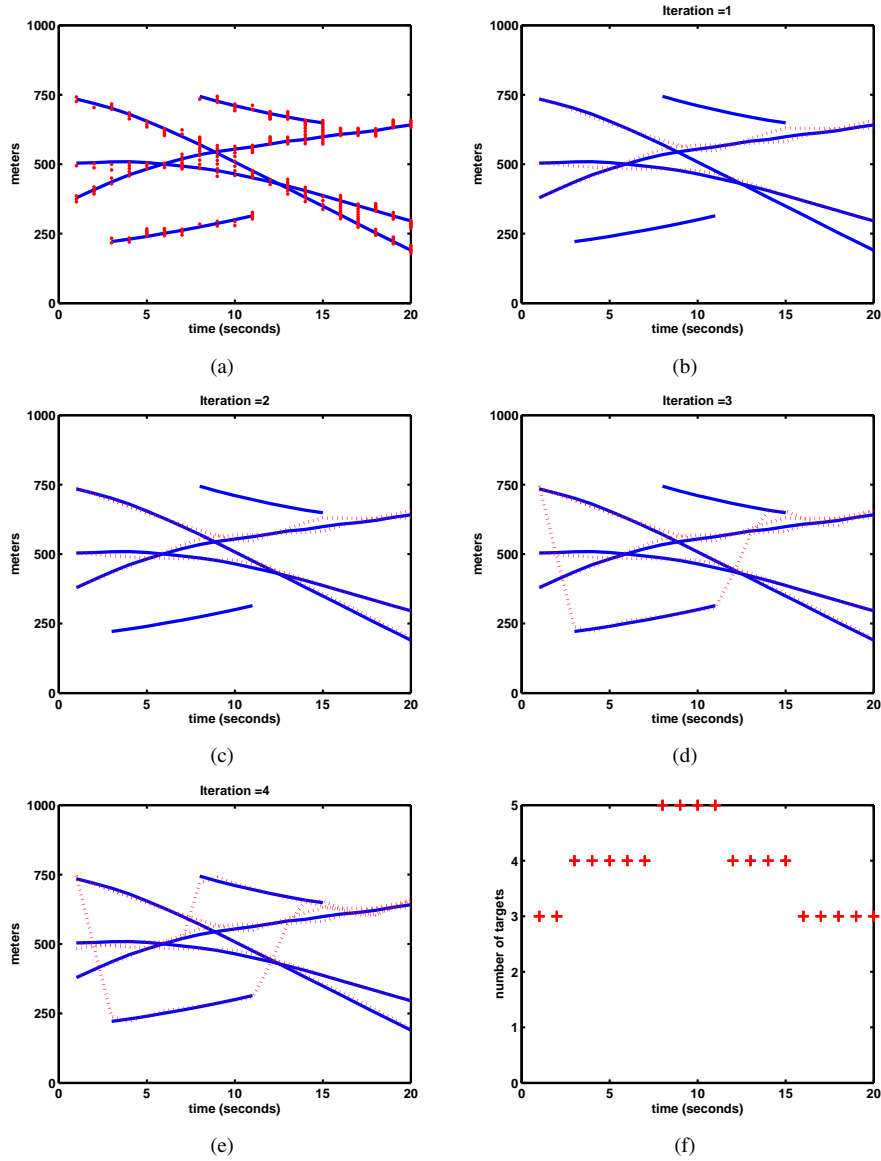 1000
750
500
250
0
meters
0 5 10 15 20
time (seconds)
(a)
Iteration =1
1000
750
500
250
0
meters
0 5 10 15 20
time (seconds)
(b)
Iteration =2
1000
750
500
250
0
meters
0 5 10 15 20
time (seconds)
(c)
Iteration =3
1000
750
500
250
0
meters
0 5 10 15 20
time (seconds)
(d)
Iteration =4
1000
750
500
250
0
meters
0 5 10 15 20
time (seconds)
(e)
5
4
3
2
1
0
number of targets
0 5 10 15 20
time (seconds)
(f)